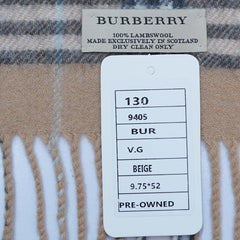 BURBERRY
100% LAMBSWOOL
MADE EXCLUSIVELY IN SCOTLAND
DRY CLEAN ONLY
130
9405
BUR
V.G
BEIGE
9.75*52
PRE-OWNED